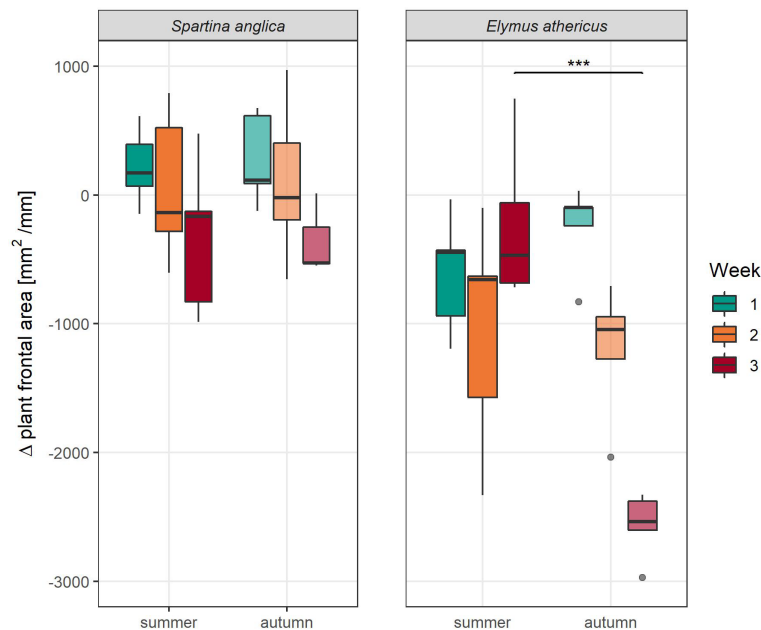 Spartina anglica
Elymus athericus
***
1000
0
-1000
-2000
-3000
Δ plant frontal area [mm² /mm]
summer
autumn
summer
autumn
Week
1
2
3